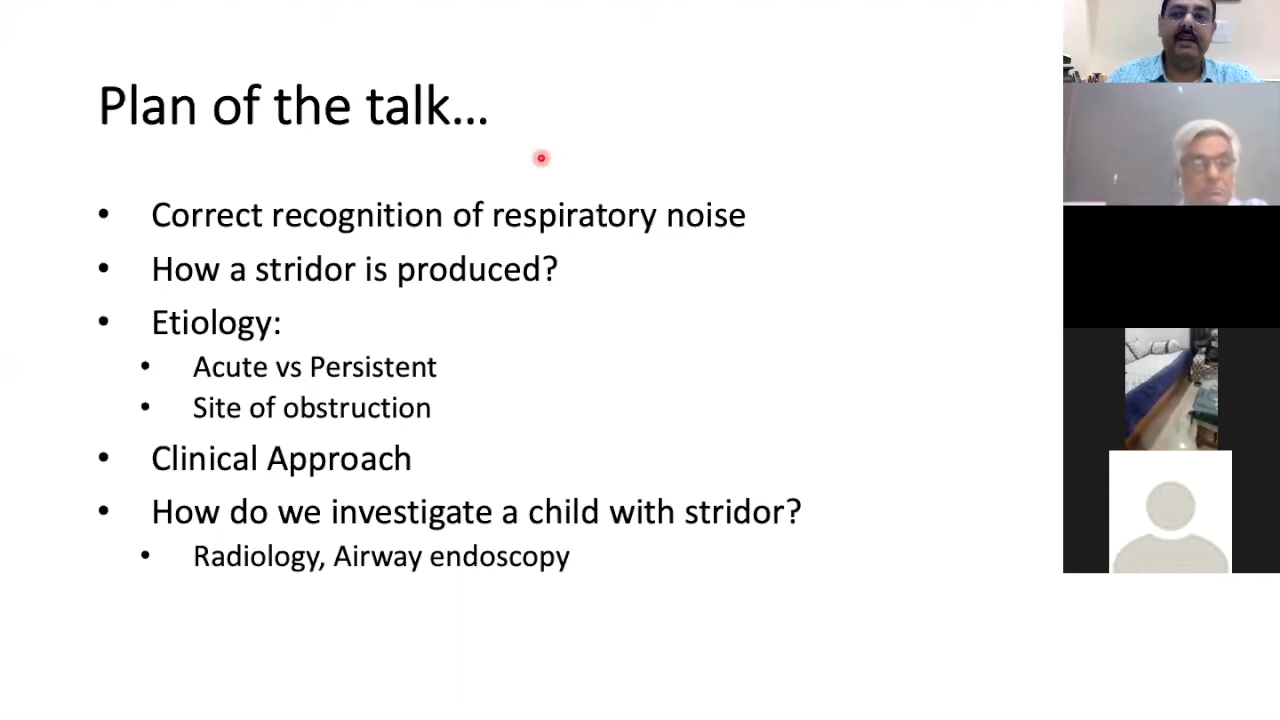 Plan of the talk...
• Correct recognition of respiratory noise
• How a stridor is produced?
• Etiology:
• Acute vs Persistent
• Site of obstruction
• Clinical Approach
• How do we investigate a child with stridor?
• Radiology, Airway endoscopy